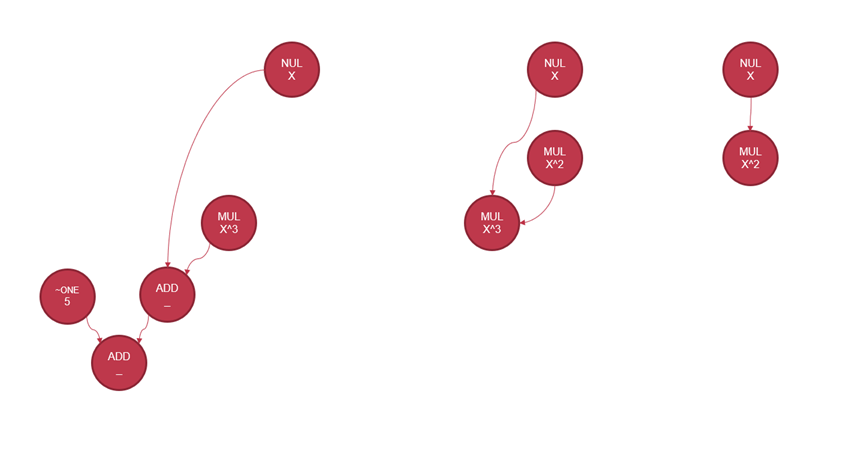 NUL
X
NUL
X
NUL
X
MUL
X^2
MUL
X^2
MUL
X^3
MUL
X^3
ADD
_
~ONE
5
ADD
_